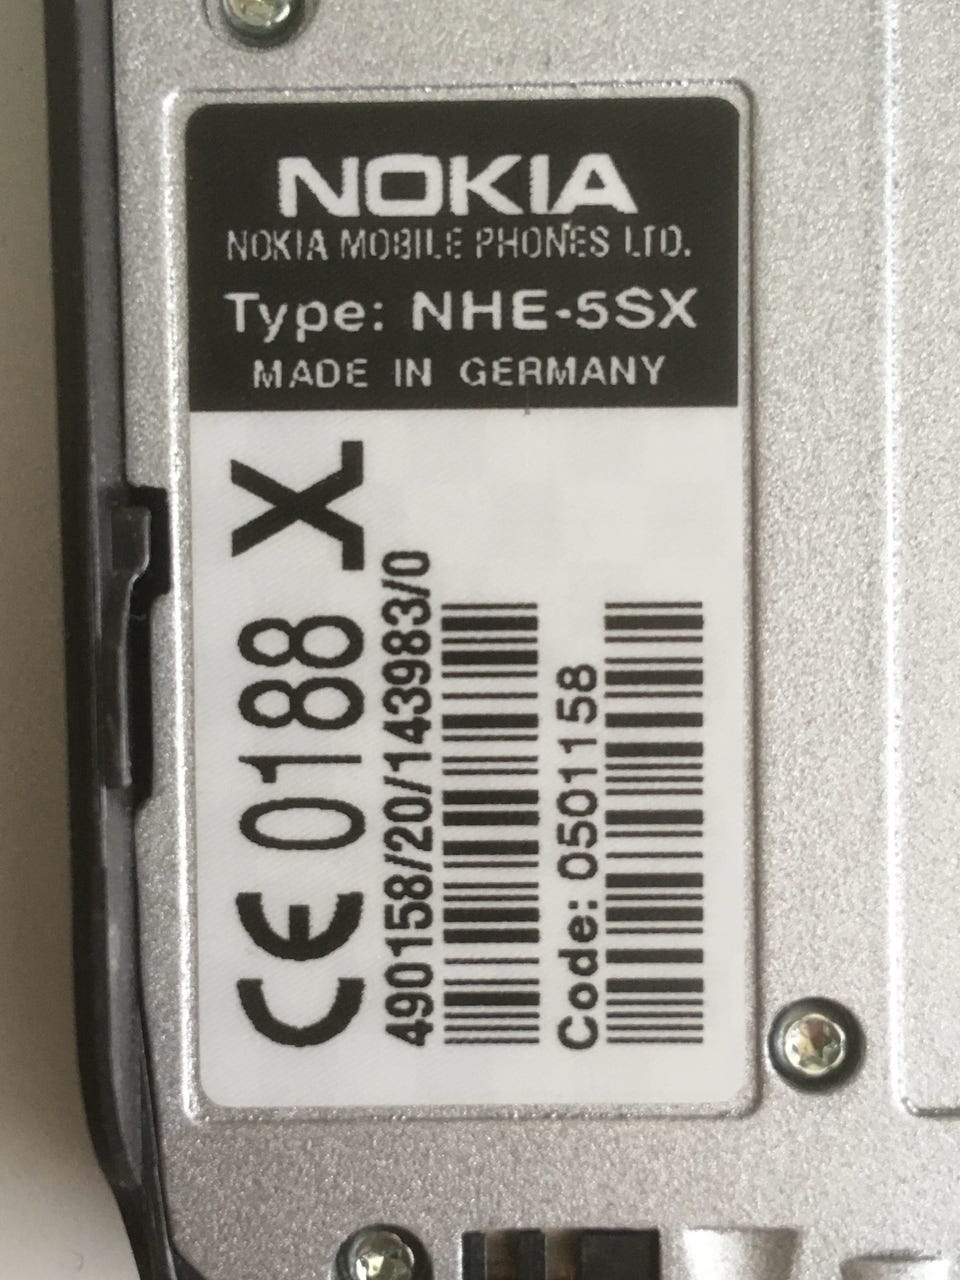 NOKIA
NOKIA MOBILE PHONES LTD.
Type: NHE-5SX
MADE IN GERMANY
CE 0188 X
490158/20/143983/0
Code: 0501158